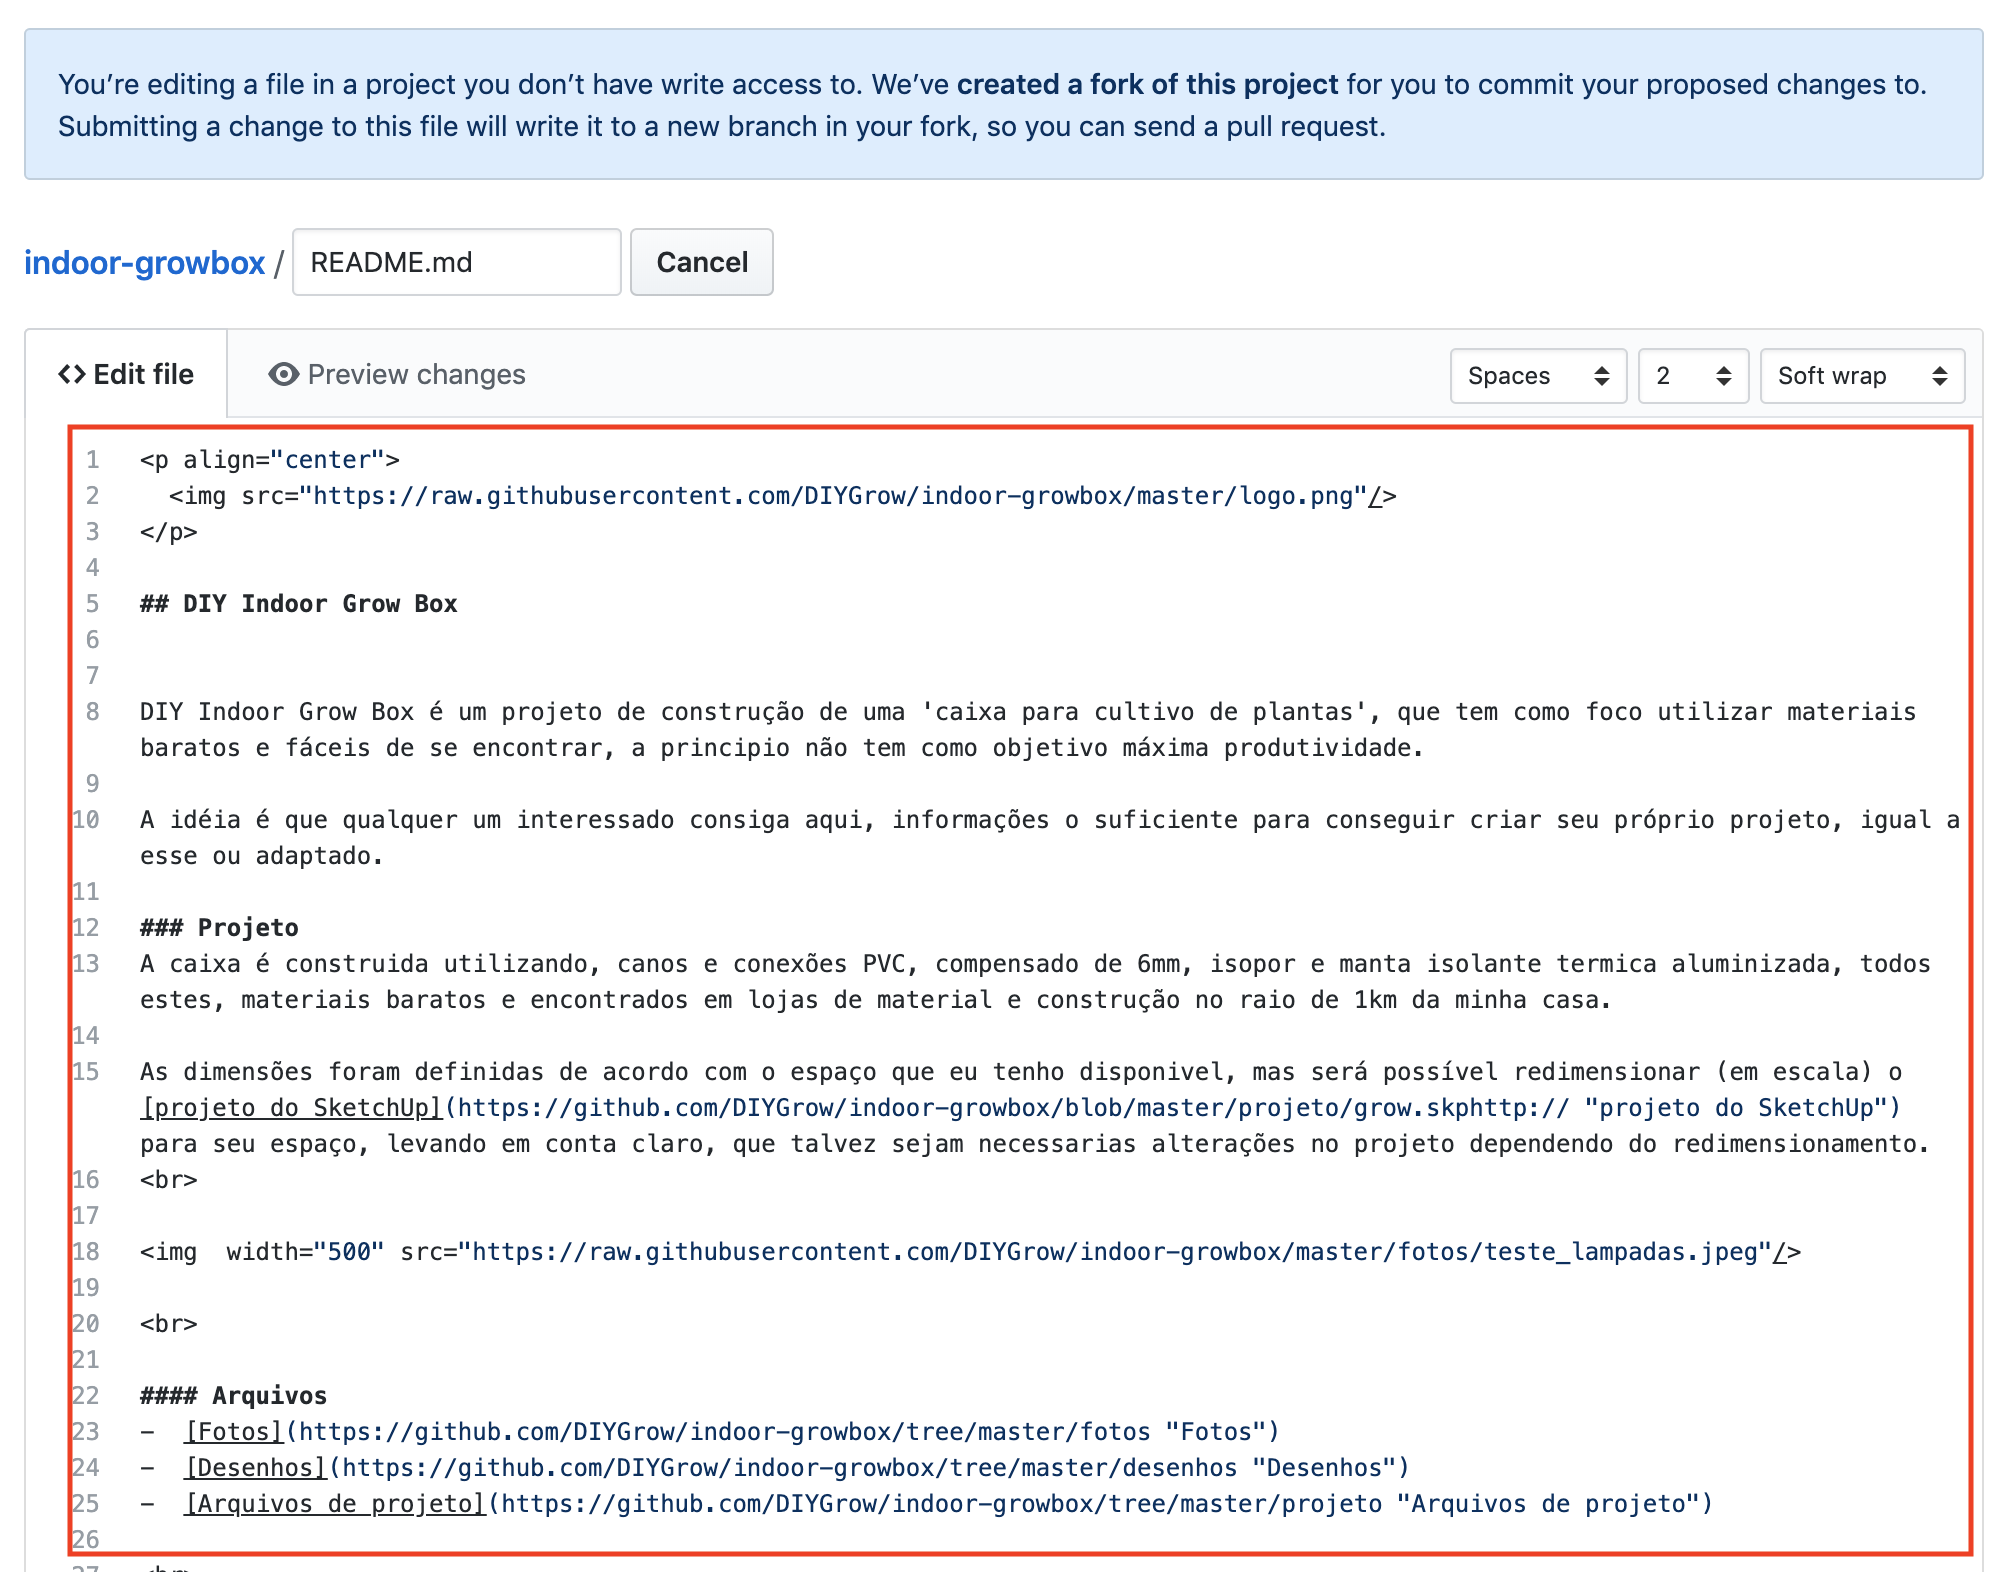 You’re editing a file in a project you don’t have write access to. We’ve created a fork of this project for you to commit your proposed changes to.
Submitting a change to this file will write it to a new branch in your fork, so you can send a pull request.
indoor-growbox / README.md Cancel
Edit file Preview changes Spaces 2 Soft wrap
1 <p align="center">
2   <img src="https://raw.githubusercontent.com/DIYGrow/indoor-growbox/master/logo.png"/>
3 </p>
4
5 ## DIY Indoor Grow Box
6
7
8 DIY Indoor Grow Box é um projeto de construção de uma 'caixa para cultivo de plantas', que tem como foco utilizar materiais
baratos e fáceis de se encontrar, a principio não tem como objetivo máxima produtividade.
9
10 A idéia é que qualquer um interessado consiga aqui, informações o suficiente para conseguir criar seu próprio projeto, igual a
esse ou adaptado.
11
12 ### Projeto
13 A caixa é construida utilizando, canos e conexões PVC, compensado de 6mm, isopor e manta isolante termica aluminizada, todos
estes, materiais baratos e encontrados em lojas de material e construção no raio de 1km da minha casa.
14
15 As dimensões foram definidas de acordo com o espaço que eu tenho disponivel, mas será possível redimensionar (em escala) o
[projeto do SketchUp](https://github.com/DIYGrow/indoor-growbox/blob/master/projeto/grow.skphttp:// "projeto do SketchUp")
para seu espaço, levando em conta claro, que talvez sejam necessarias alterações no projeto dependendo do redimensionamento.
16 <br>
17
18 <img  width="500" src="https://raw.githubusercontent.com/DIYGrow/indoor-growbox/master/fotos/teste_lampadas.jpeg"/>
19
20 <br>
21
22 #### Arquivos
23 -  [Fotos](https://github.com/DIYGrow/indoor-growbox/tree/master/fotos "Fotos")
24 -  [Desenhos](https://github.com/DIYGrow/indoor-growbox/tree/master/desenhos "Desenhos")
25 -  [Arquivos de projeto](https://github.com/DIYGrow/indoor-growbox/tree/master/projeto "Arquivos de projeto")
26